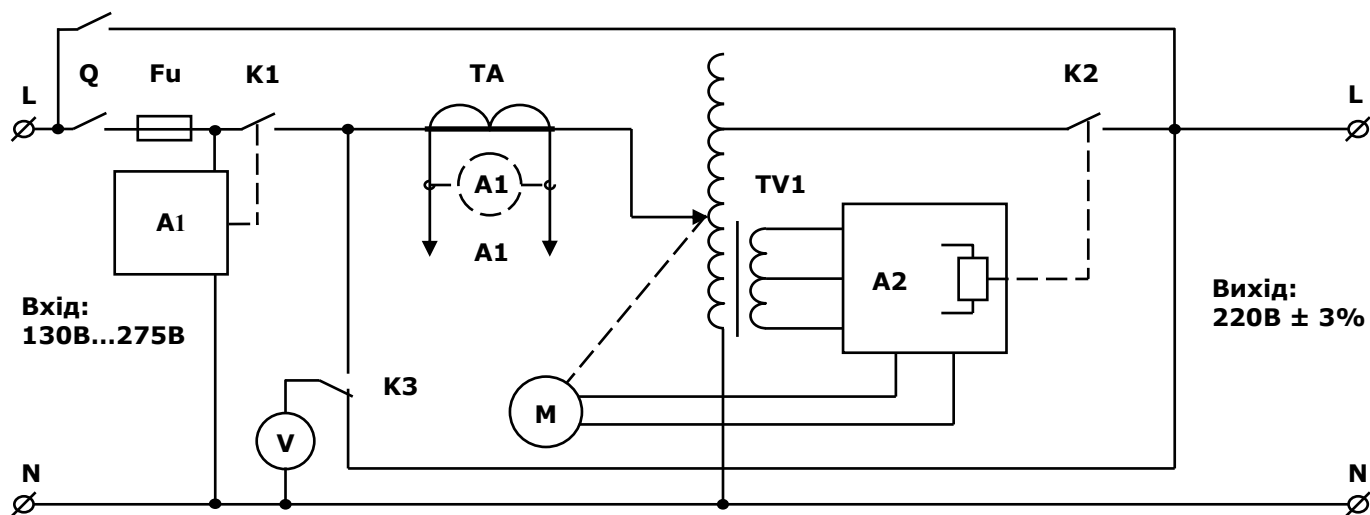 Q
Fu
K1
TA
K2
L
L
A1
TV1
A1
A1
A2
Вхід:
130В...275В
Вихід:
220В ± 3%
K3
M
V
N
N